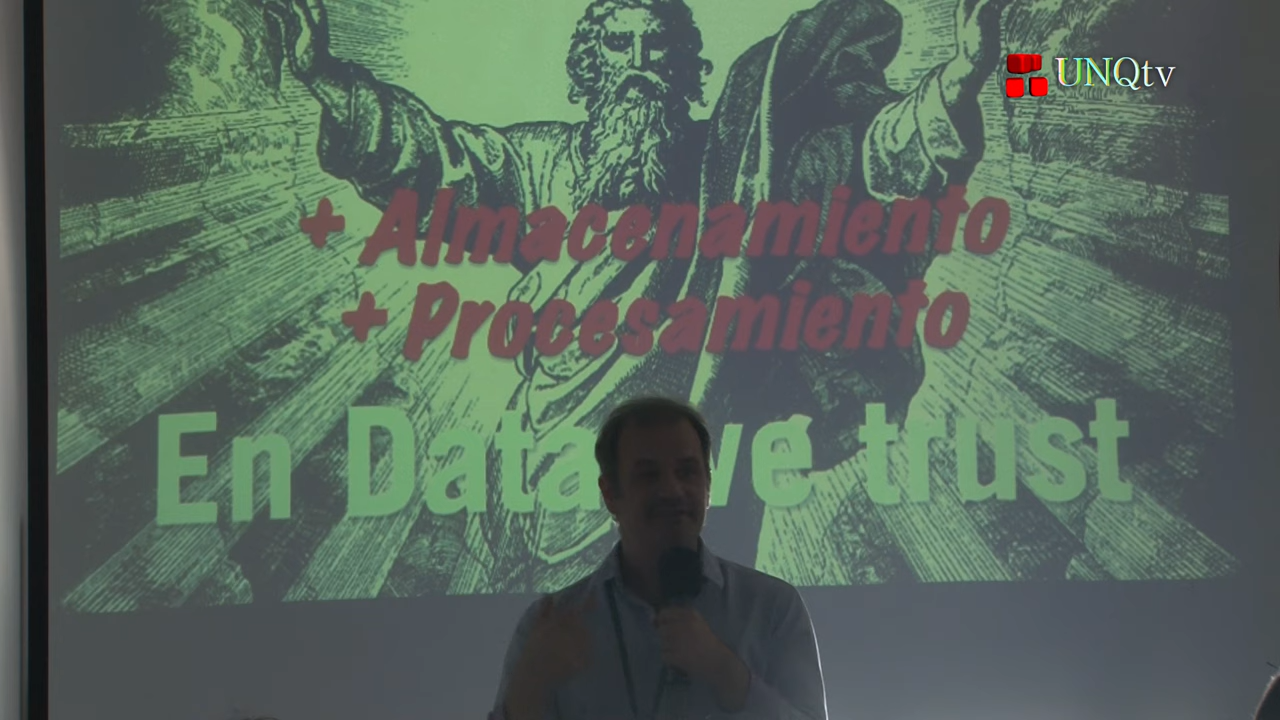 UNQtv
+ Almacenamiento
+ Procesamiento
En Data we trust